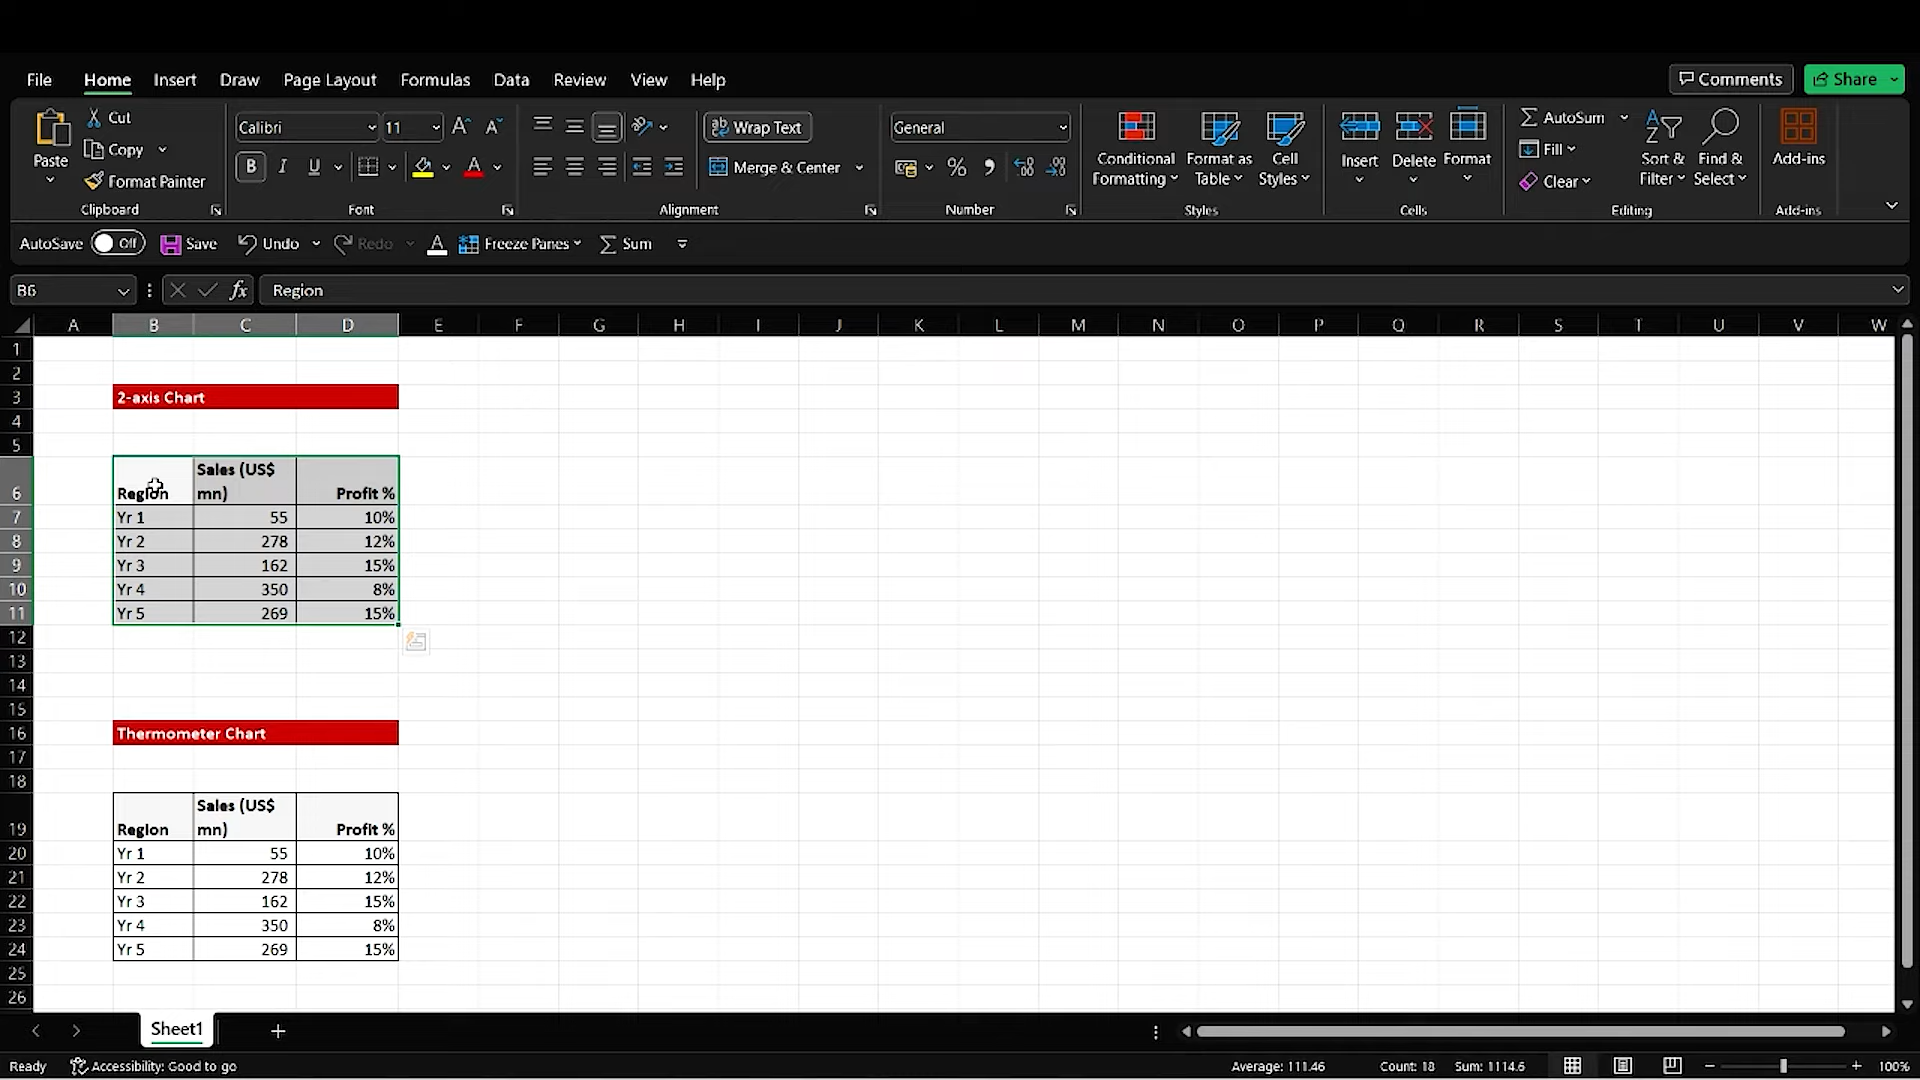 File Home Insert Draw Page Layout Formulas Data Review View Help Comments Share
Paste Cut Copy Format Painter Clipboard
Calibri 11 B I U Font
Wrap Text Merge & Center Alignment
General % Number
Conditional Formatting Format as Table Cell Styles Styles
Insert Delete Format Cells
AutoSum Fill Clear Sort & Filter Find & Select Editing
Add-ins Add-ins
AutoSave Off Save Undo Redo Freeze Panes Sum
B6 fx Region
A B C D E F G H I J K L M N O P Q R S T U V W
1
2
3 2-axis Chart
4
5
6 Region Sales (US$ mn) Profit %
7 Yr 1 55 10%
8 Yr 2 278 12%
9 Yr 3 162 15%
10 Yr 4 350 8%
11 Yr 5 269 15%
12
13
14
15
16 Thermometer Chart
17
18
19 Region Sales (US$ mn) Profit %
20 Yr 1 55 10%
21 Yr 2 278 12%
22 Yr 3 162 15%
23 Yr 4 350 8%
24 Yr 5 269 15%
25
26
Sheet1
Ready Accessibility: Good to go Average: 111.46 Count: 18 Sum: 1114.6 100%